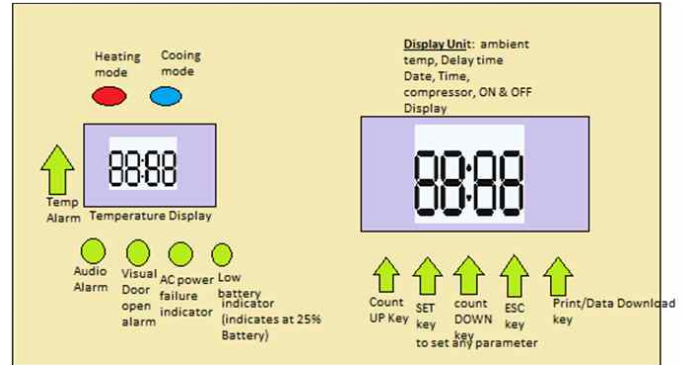 Heating
mode
Cooing
mode
Display Unit: ambient
temp, Delay time
Date, Time,
compressor, ON & OFF
Display
88:88
88:88
Temp
Alarm
Temperature Display
Audio
Alarm
Visual
Door
open
alarm
AC power
failure
indicator
Low
battery
indicator
(indicates at 25%
Battery)
Count
UP Key
SET
key
count
DOWN
key
ESC
key
Print/Data Download
key
to set any parameter